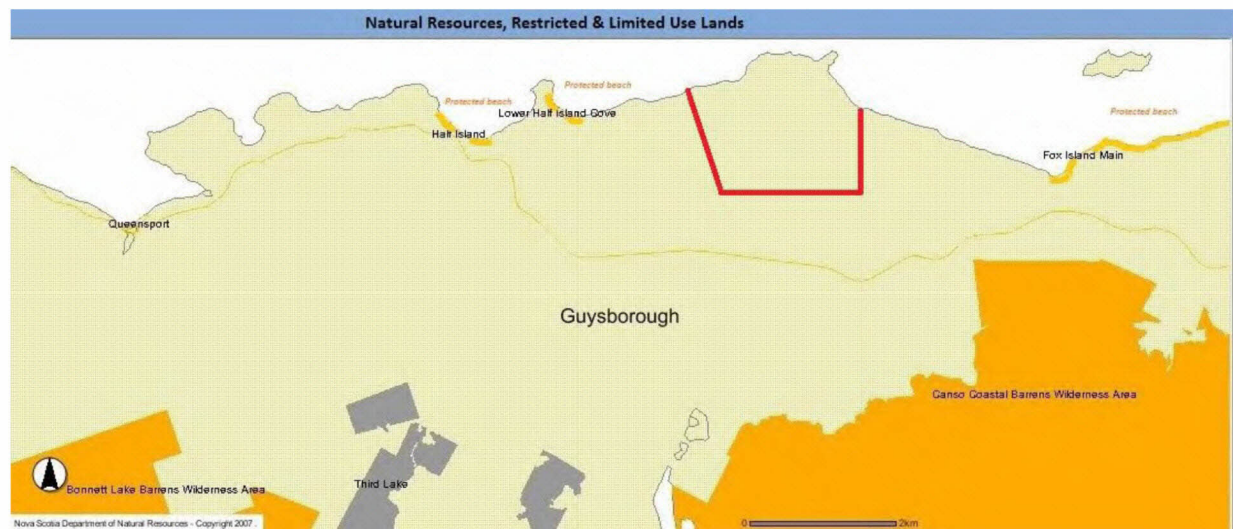 Natural Resources, Restricted & Limited Use Lands
Protected beach
Protected beach
Lower Half Island Cove
Protected beach
Half Island
Fox Island Main
Queensport
Guysborough
Canso Coastal Barrens Wilderness Area
Third Lake
Bonnett Lake Barrens Wilderness Area
Nova Scotia Department of Natural Resources - Copyright 2007 .
0 2km